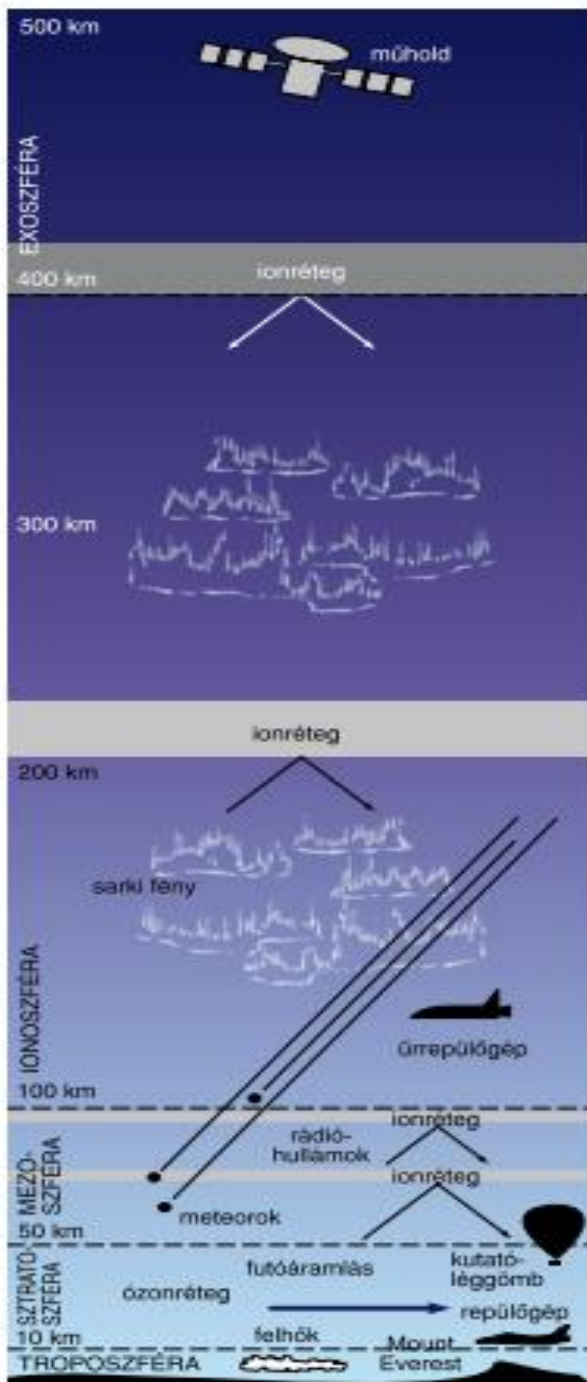 500 km
műhold
EXOSZFÉRA
ionréteg
400 km
300 km
ionréteg
200 km
sarki fény
IONOSZFÉRA
űrrepülőgép
100 km
ionréteg
rádió-
hullámok
MEZO-
SZFÉRA
ionréteg
meteorok
50 km
SZTRATO-
SZFÉRA
futóáramlás
kutató-
léggömb
ózonréteg
repülőgép
10 km
felhők
Mount
Everest
TROPOSZFÉRA